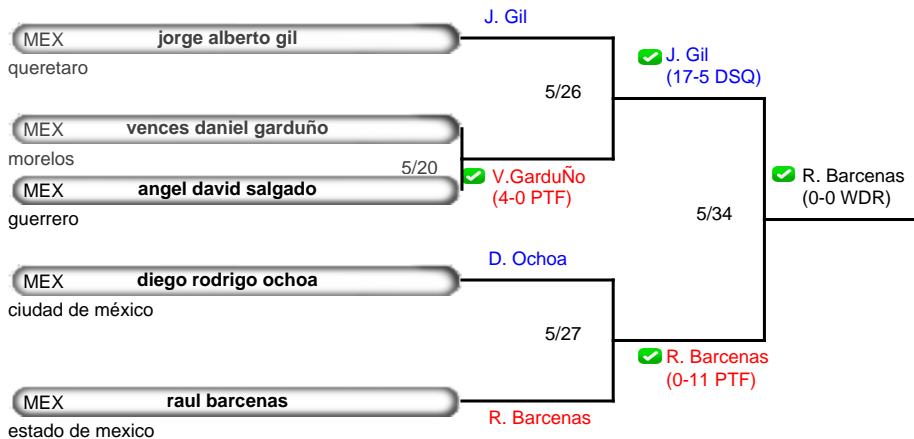 J. Gil
MEX jorge alberto gil
queretaro
J. Gil
(17-5 DSQ)
5/26
MEX vences daniel garduño
morelos
5/20
V.GarduÑo
(4-0 PTF)
R. Barcenas
(0-0 WDR)
MEX angel david salgado
guerrero
5/34
D. Ochoa
MEX diego rodrigo ochoa
ciudad de méxico
5/27
R. Barcenas
(0-11 PTF)
MEX raul barcenas
R. Barcenas
estado de mexico